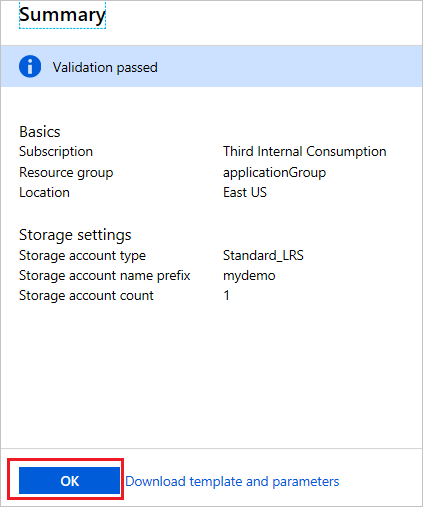 Summary
Validation passed
Basics
Subscription Third Internal Consumption
Resource group applicationGroup
Location East US
Storage settings
Storage account type Standard_LRS
Storage account name prefix mydemo
Storage account count 1
OK Download template and parameters